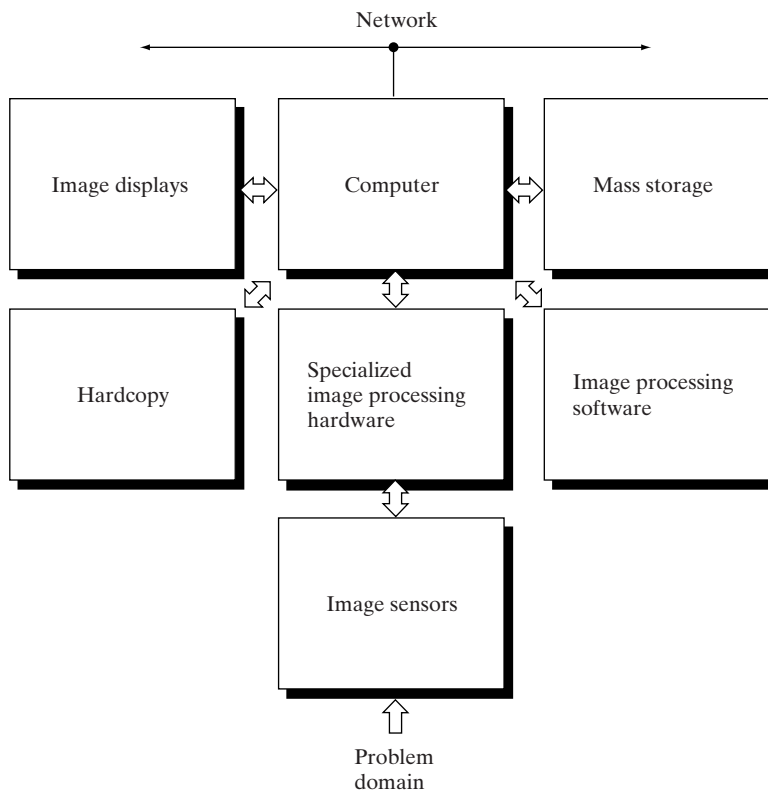 Network
Image displays
Computer
Mass storage
Hardcopy
Specialized
image processing
hardware
Image processing
software
Image sensors
Problem
domain